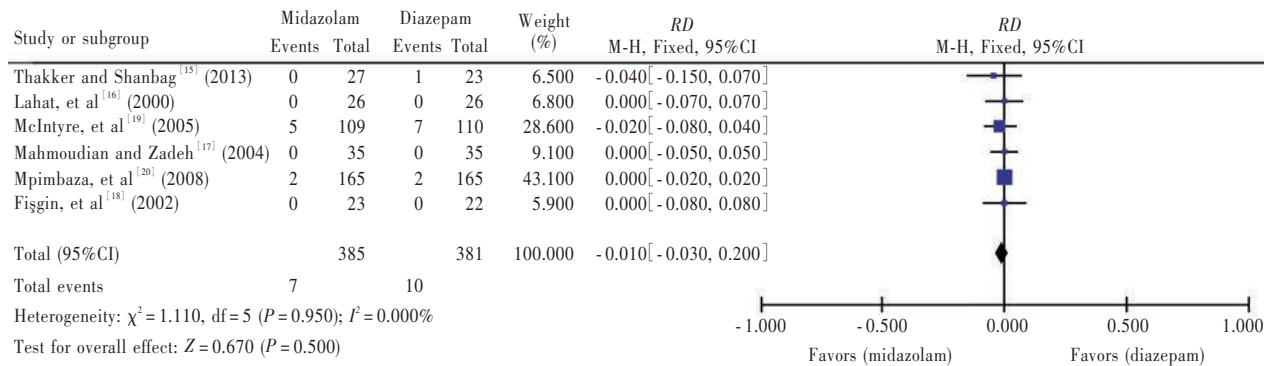 Study or subgroup Midazolam Diazepam Weight (%) RD RD
Events Total Events Total M-H, Fixed, 95%CI M-H, Fixed, 95%CI
Thakker and Shanbag [15] (2013) 0 27 1 23 6.500 -0.040[-0.150, 0.070]
Lahat, et al [16] (2000) 0 26 0 26 6.800 0.000[-0.070, 0.070]
McIntyre, et al [19] (2005) 5 109 7 110 28.600 -0.020[-0.080, 0.040]
Mahmoudian and Zadeh [17] (2004) 0 35 0 35 9.100 0.000[-0.050, 0.050]
Mpimbaza, et al [20] (2008) 2 165 2 165 43.100 0.000[-0.020, 0.020]
Fişgin, et al [18] (2002) 0 23 0 22 5.900 0.000[-0.080, 0.080]
Total (95%CI) 385 381 100.000 -0.010[-0.030, 0.200]
Total events 7 10
Heterogeneity: χ² = 1.110, df = 5 (P = 0.950); I² = 0.000%
Test for overall effect: Z = 0.670 (P = 0.500)
-1.000 -0.500 0.000 0.500 1.000
Favors (midazolam) Favors (diazepam)